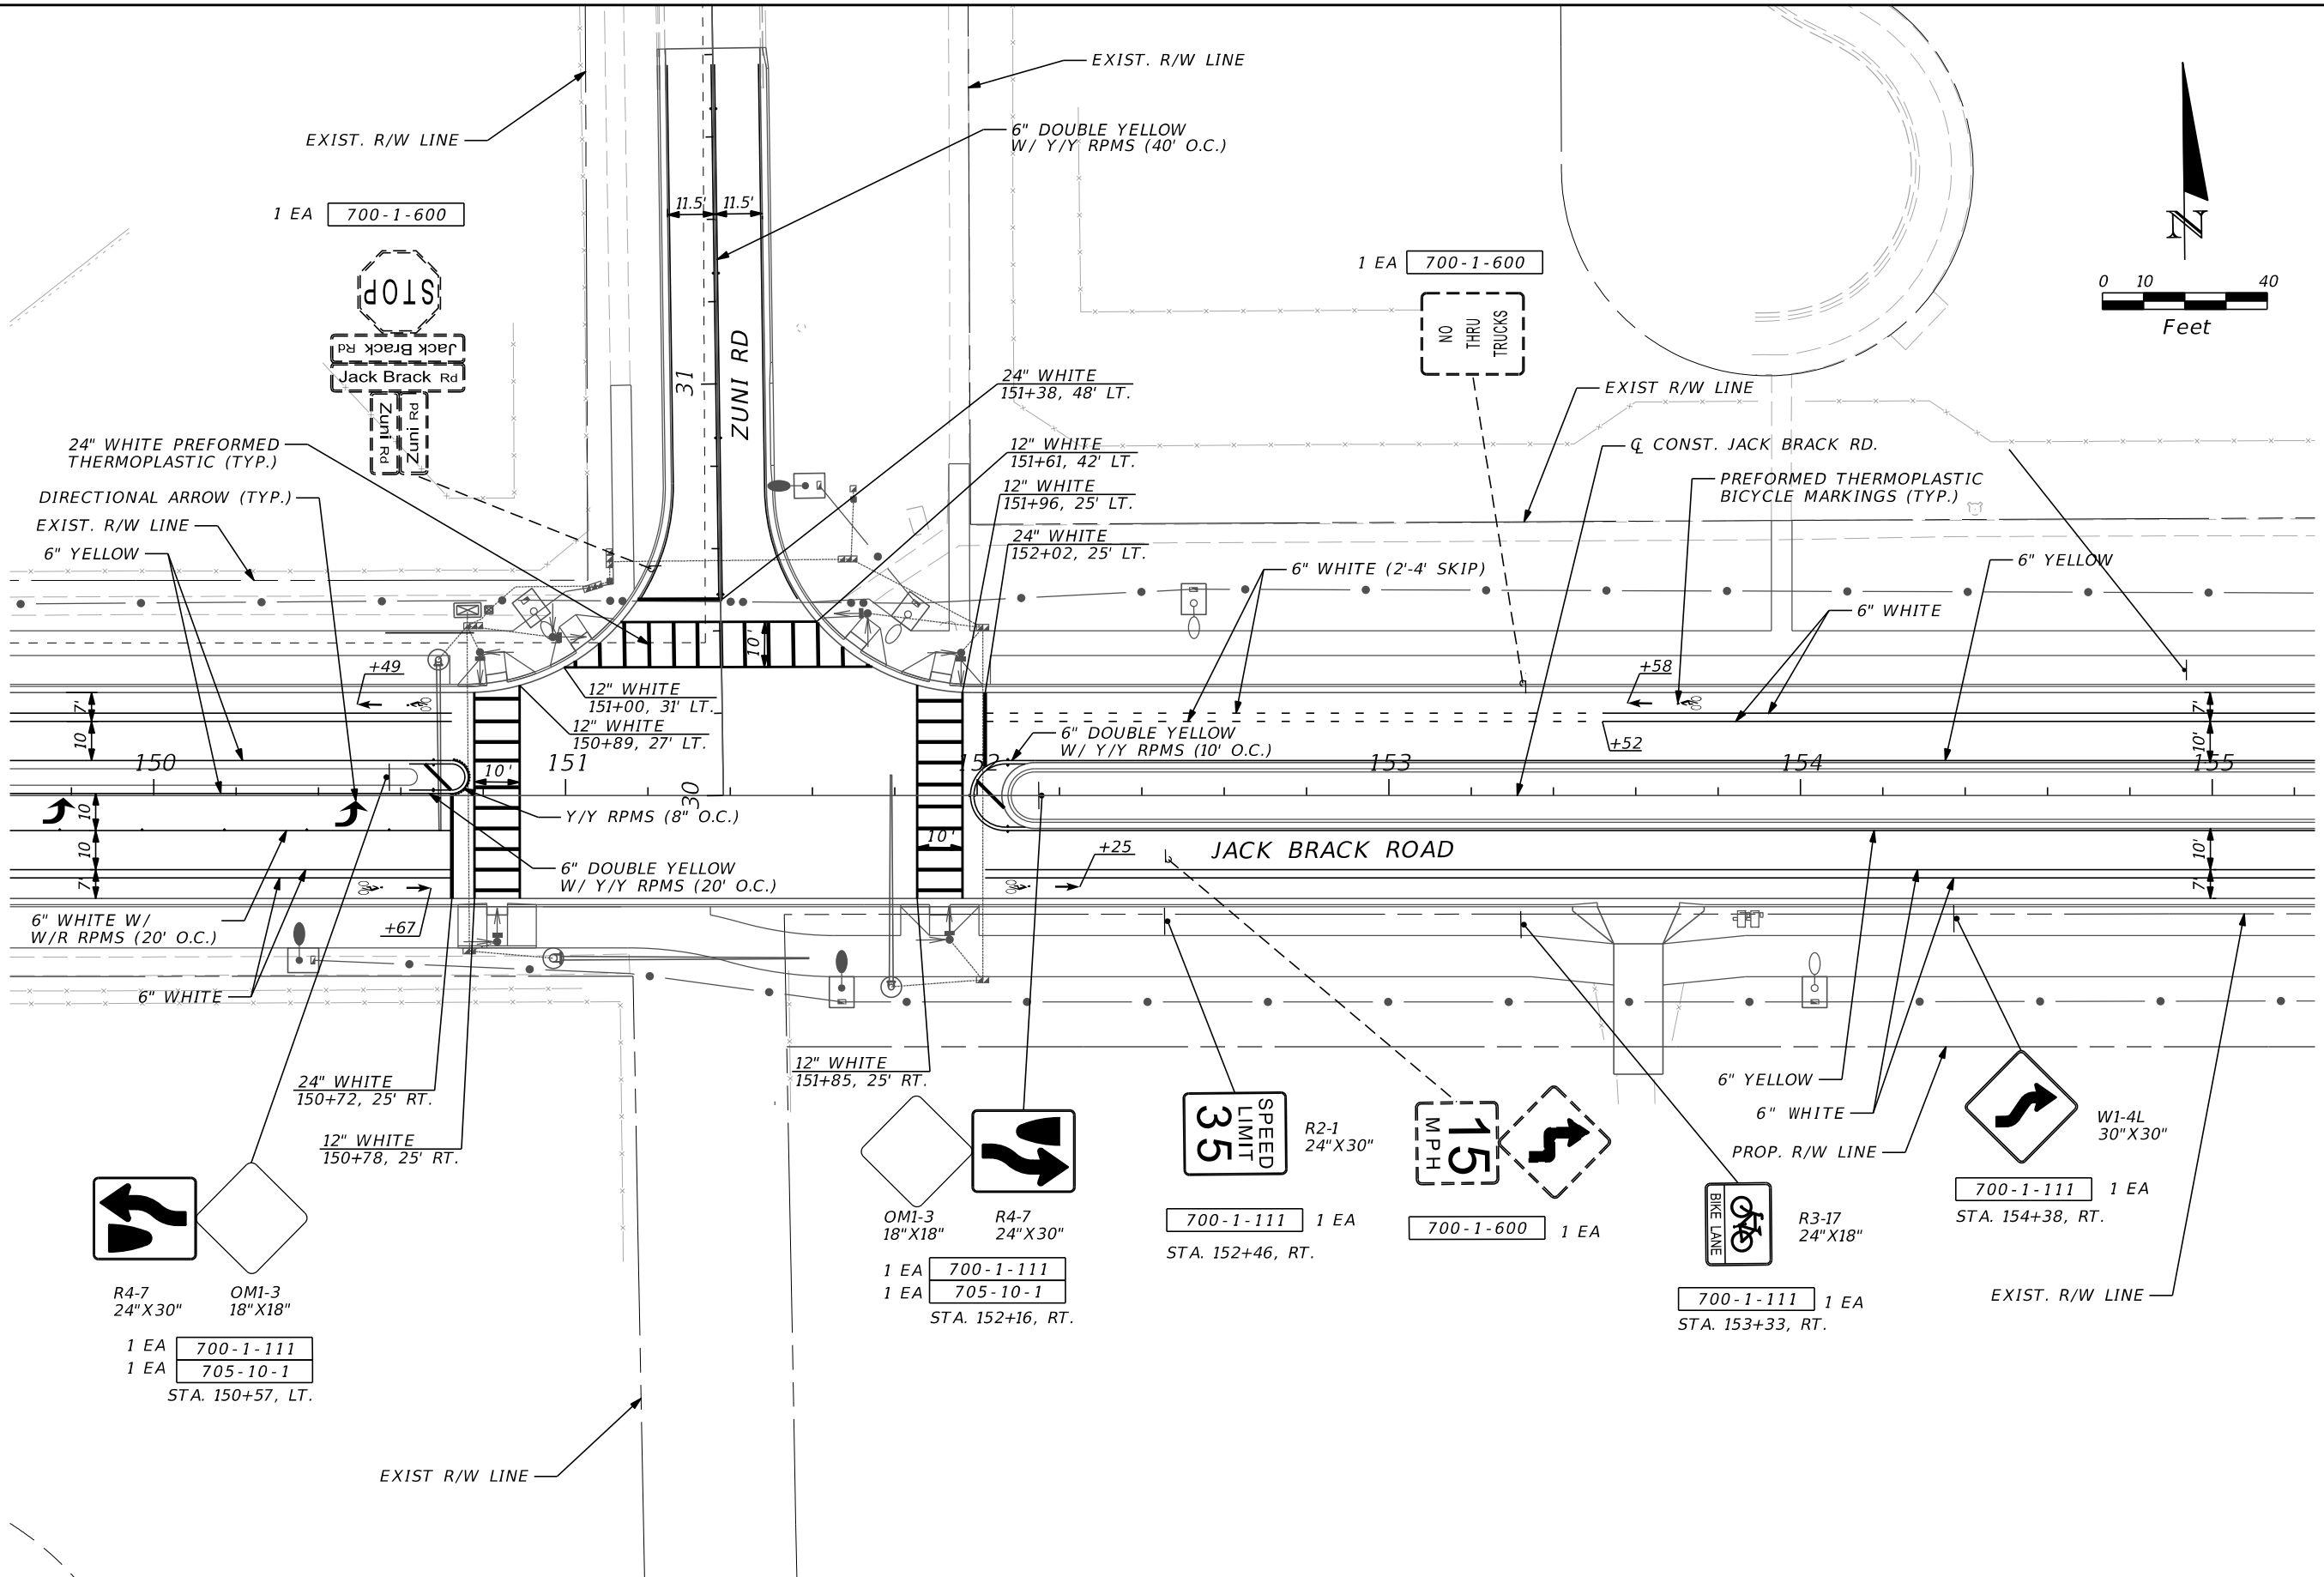 EXIST. R/W LINE
EXIST. R/W LINE
6" DOUBLE YELLOW
W/ Y/Y RPMS (40' O.C.)
N
0 10 40
Feet
1 EA 700-1-600
STOP
Jack Brack Rd
Jack Brack Rd
Zuni Rd
Zuni Rd
11.5' 11.5'
31
ZUNI RD
1 EA 700-1-600
NO
THRU
TRUCKS
24" WHITE
151+38, 48' LT.
EXIST R/W LINE
24" WHITE PREFORMED
THERMOPLASTIC (TYP.)
12" WHITE
151+61, 42' LT.
℄ CONST. JACK BRACK RD.
DIRECTIONAL ARROW (TYP.)
12" WHITE
151+96, 25' LT.
PREFORMED THERMOPLASTIC
BICYCLE MARKINGS (TYP.)
EXIST. R/W LINE
6" YELLOW
24" WHITE
152+02, 25' LT.
6" WHITE (2'-4' SKIP)
6" YELLOW
6" WHITE
10'
+49
+58
12" WHITE
151+00, 31' LT.
12" WHITE
150+89, 27' LT.
7'
10
7'
10'
6" DOUBLE YELLOW
W/ Y/Y RPMS (10' O.C.)
+52
150 151 152 153 154 155
10'
30
Y/Y RPMS (8" O.C.)
10
10
7'
10'
10'
7'
10'
+25
JACK BRACK ROAD
6" DOUBLE YELLOW
W/ Y/Y RPMS (20' O.C.)
6" WHITE W/
W/R RPMS (20' O.C.)
+67
6" WHITE
24" WHITE
150+72, 25' RT.
12" WHITE
150+78, 25' RT.
12" WHITE
151+85, 25' RT.
R4-7
24"X30"
OM1-3
18"X18"
1 EA 700-1-111
1 EA 705-10-1
STA. 150+57, LT.
OM1-3
18"X18"
R4-7
24"X30"
1 EA 700-1-111
1 EA 705-10-1
STA. 152+16, RT.
SPEED
LIMIT
35
R2-1
24"X30"
700-1-111 1 EA
STA. 152+46, RT.
15
MPH
700-1-600 1 EA
BIKE LANE
R3-17
24"X18"
700-1-111 1 EA
STA. 153+33, RT.
6" YELLOW
6" WHITE
PROP. R/W LINE
W1-4L
30"X30"
700-1-111 1 EA
STA. 154+38, RT.
EXIST. R/W LINE
EXIST R/W LINE